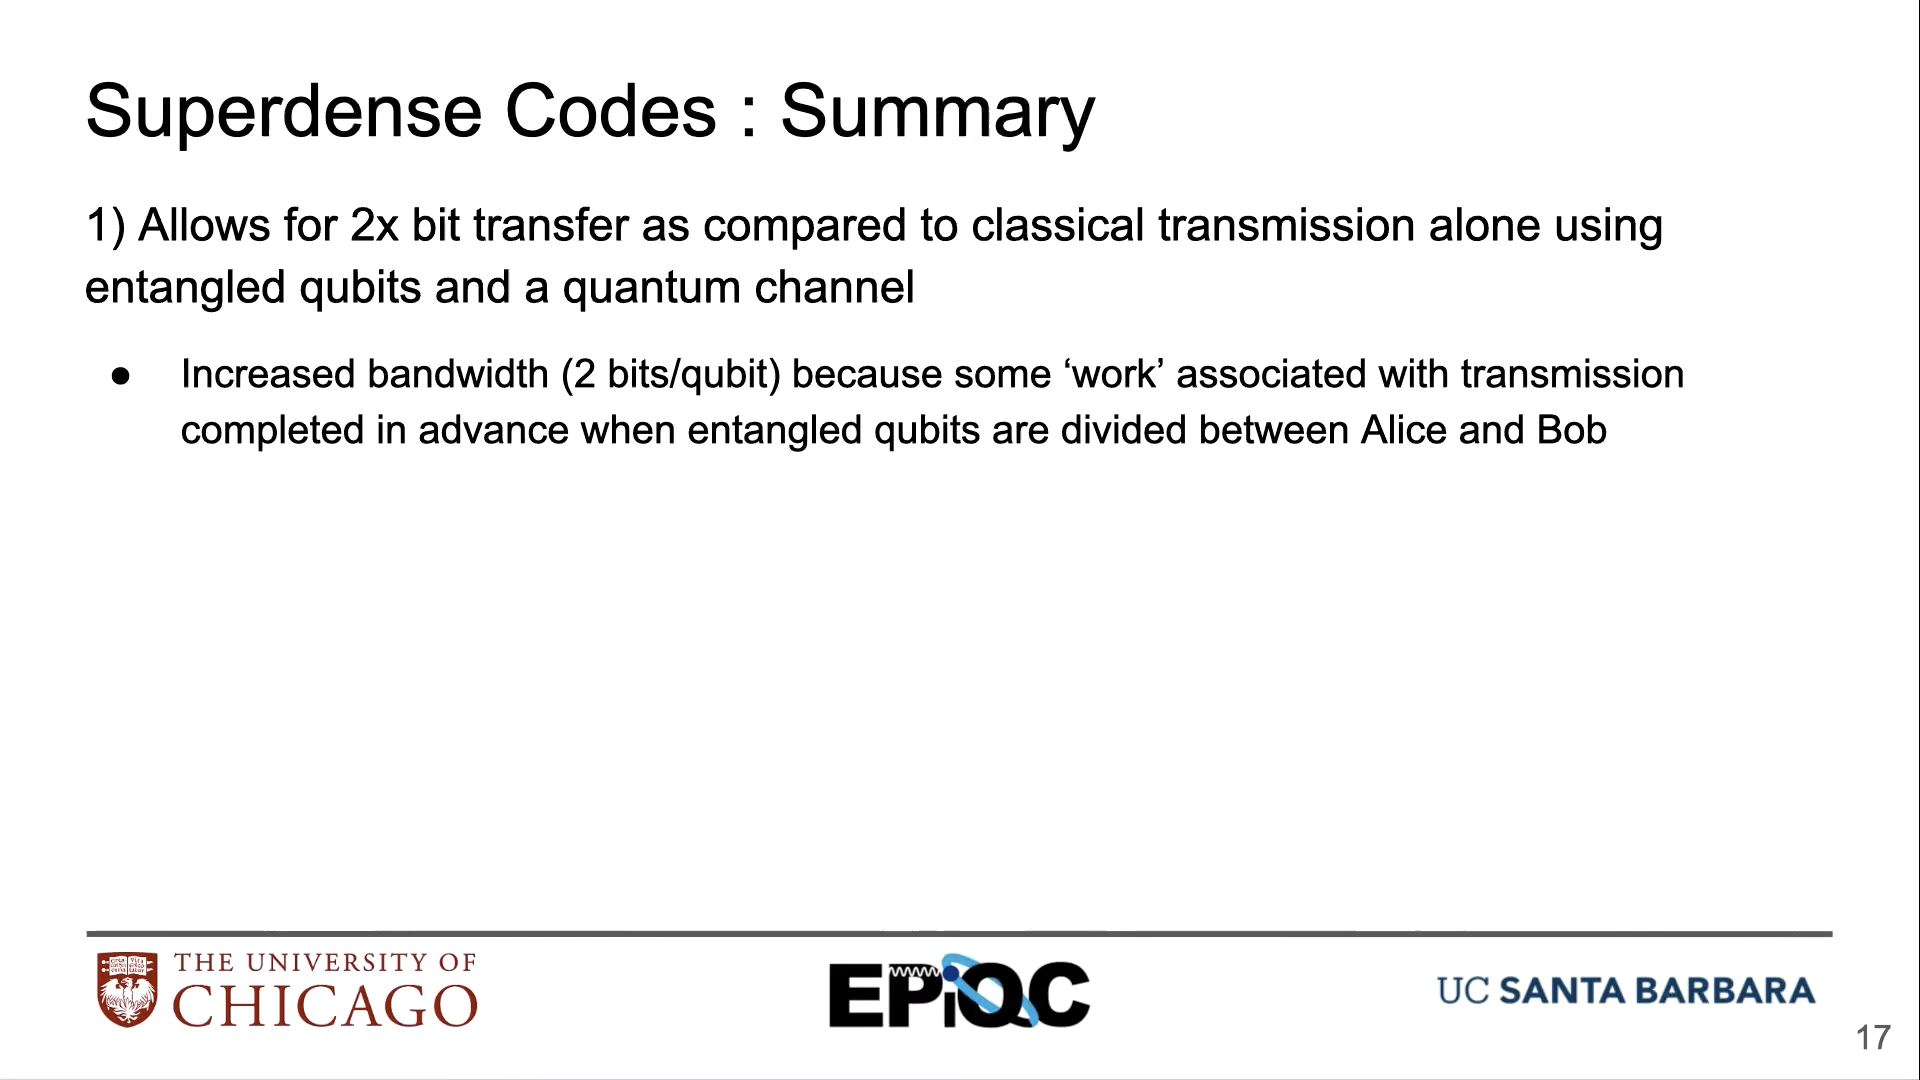 Superdense Codes : Summary
1) Allows for 2x bit transfer as compared to classical transmission alone using
entangled qubits and a quantum channel
● Increased bandwidth (2 bits/qubit) because some ‘work’ associated with transmission
completed in advance when entangled qubits are divided between Alice and Bob
THE UNIVERSITY OF
CHICAGO
EPiQC
UC SANTA BARBARA
17